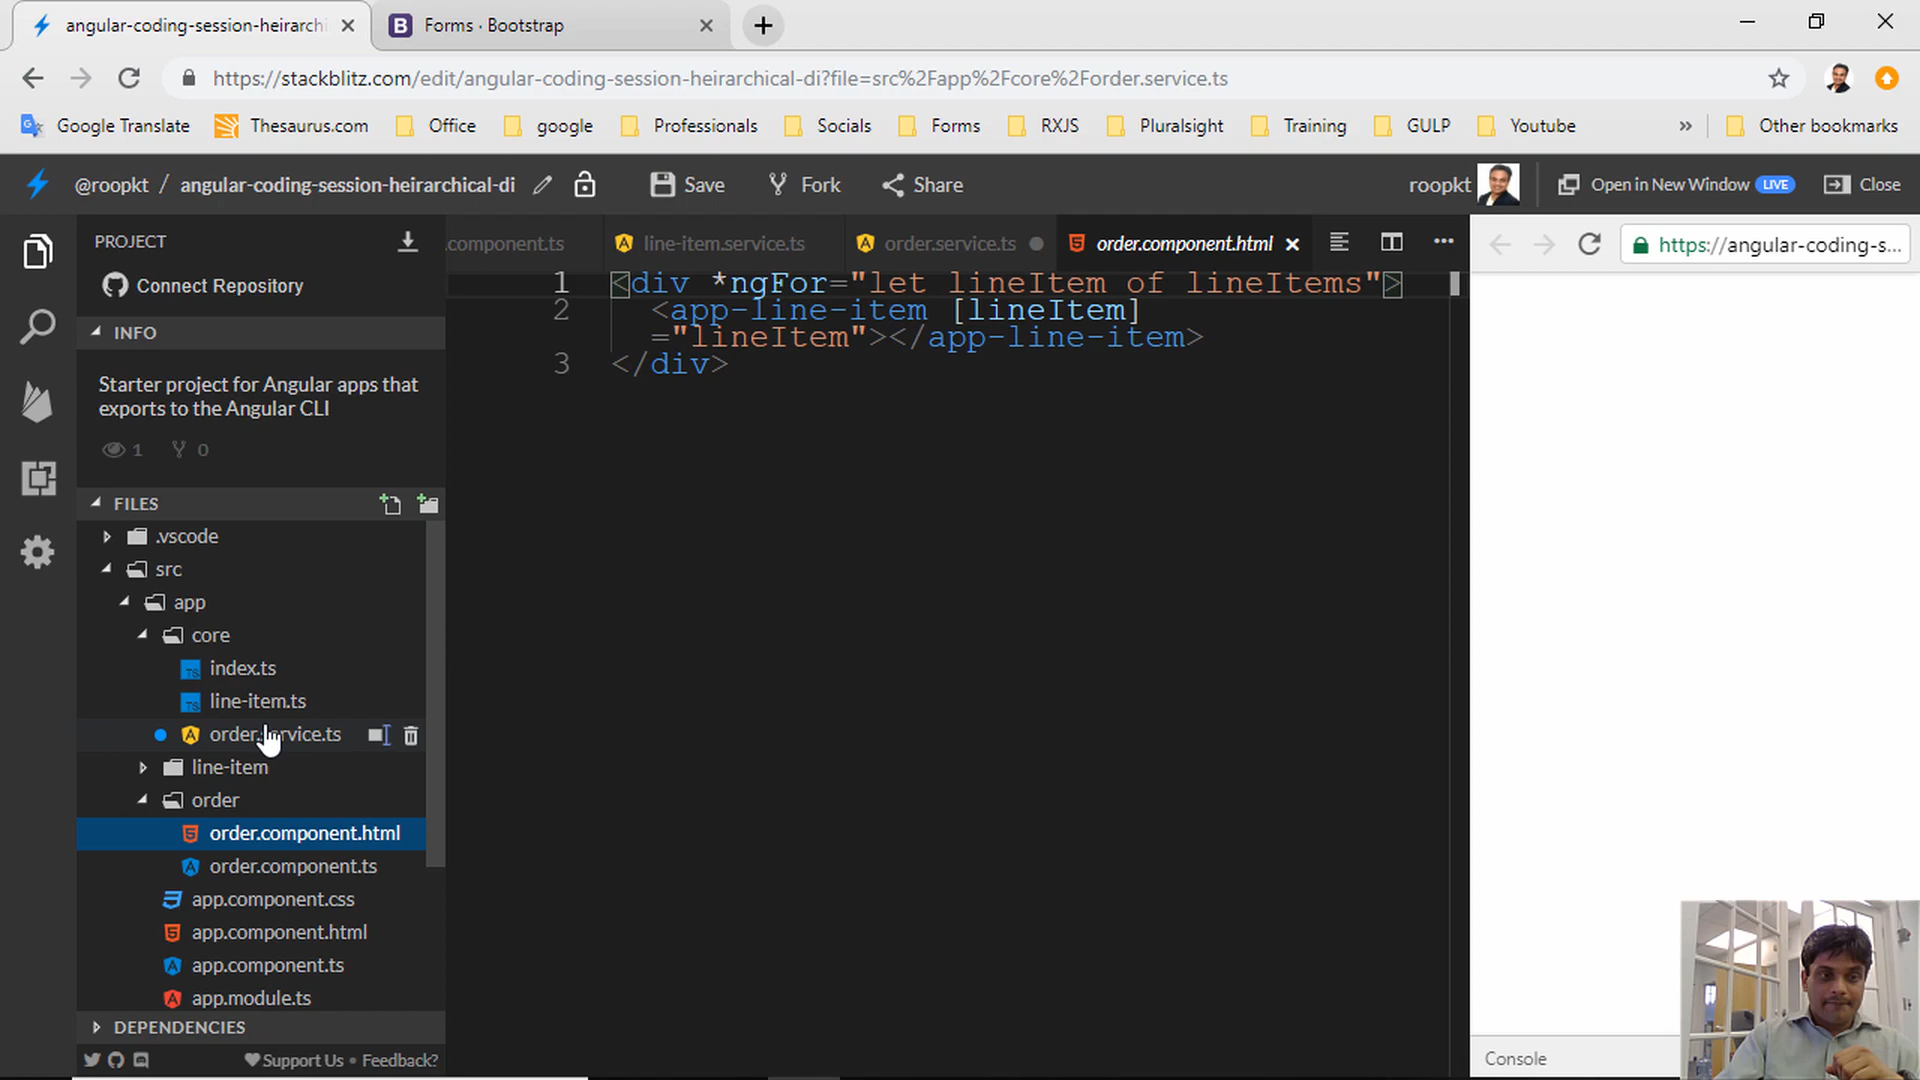 angular-coding-session-heirarchi
Forms · Bootstrap
https://stackblitz.com/edit/angular-coding-session-heirarchical-di?file=src%2Fapp%2Fcore%2Forder.service.ts
Google Translate
Thesaurus.com
Office
google
Professionals
Socials
Forms
RXJS
Pluralsight
Training
GULP
Youtube
»
Other bookmarks
@roopkt / angular-coding-session-heirarchical-di
Save
Fork
Share
roopkt
Open in New Window LIVE
Close
PROJECT
.component.ts
line-item.service.ts
order.service.ts
order.component.html
https://angular-coding-s...
Connect Repository
INFO
Starter project for Angular apps that
exports to the Angular CLI
1
0
FILES
.vscode
src
app
core
index.ts
line-item.ts
order.service.ts
line-item
order
order.component.html
order.component.ts
app.component.css
app.component.html
app.component.ts
app.module.ts
DEPENDENCIES
Support Us • Feedback?
1 <div *ngFor="let lineItem of lineItems">
2 <app-line-item [lineItem]
="lineItem"></app-line-item>
3 </div>
Console